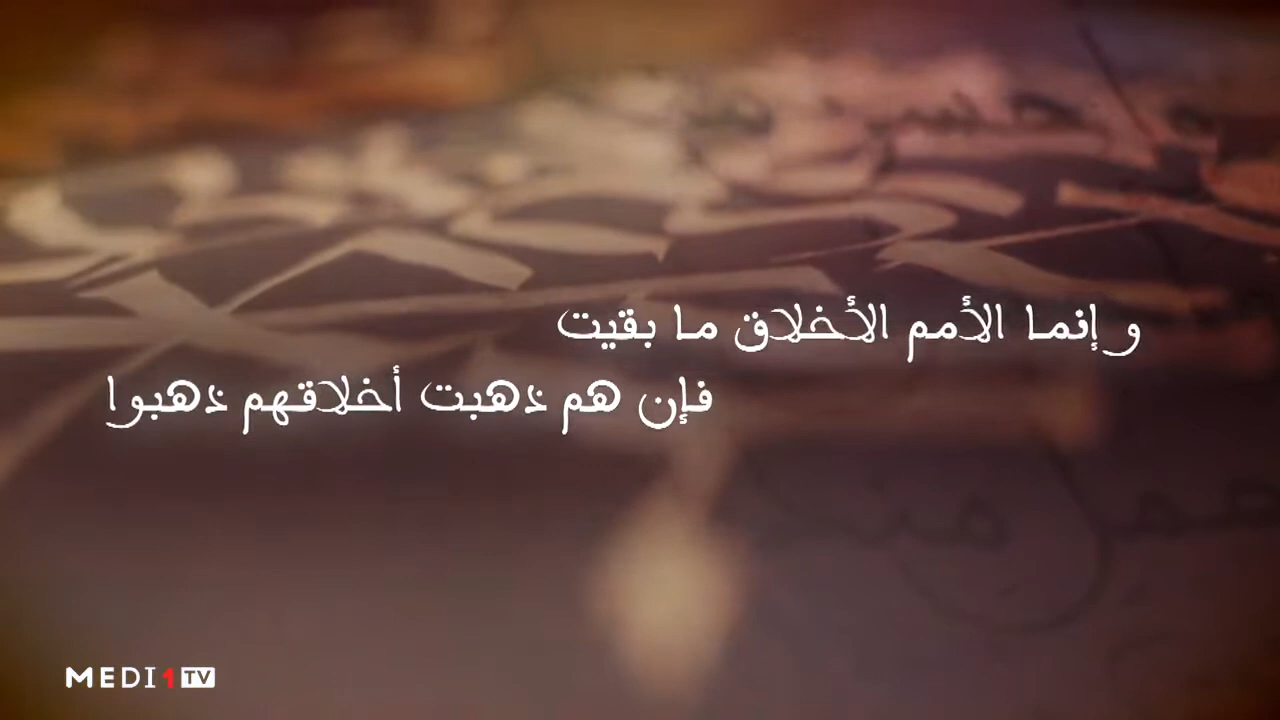 و إنما الأمم الأخلاق ما بقيت
فإن هم ذهبت أخلاقهم ذهبوا
MEDI1TV